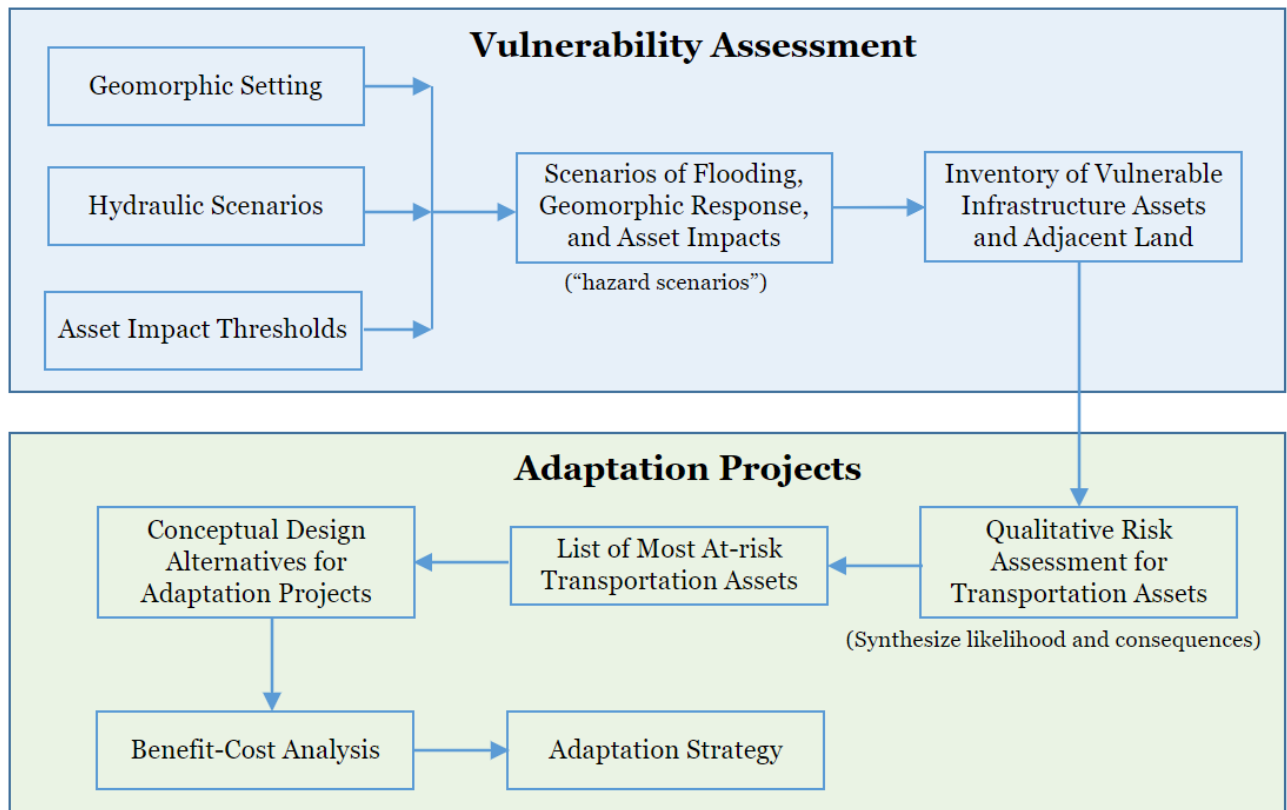 Vulnerability Assessment
Geomorphic Setting
Hydraulic Scenarios
Asset Impact Thresholds
Scenarios of Flooding,
Geomorphic Response,
and Asset Impacts
(“hazard scenarios”)
Inventory of Vulnerable
Infrastructure Assets
and Adjacent Land
Adaptation Projects
Qualitative Risk
Assessment for
Transportation Assets
(Synthesize likelihood and consequences)
List of Most At-risk
Transportation Assets
Conceptual Design
Alternatives for
Adaptation Projects
Benefit-Cost Analysis
Adaptation Strategy